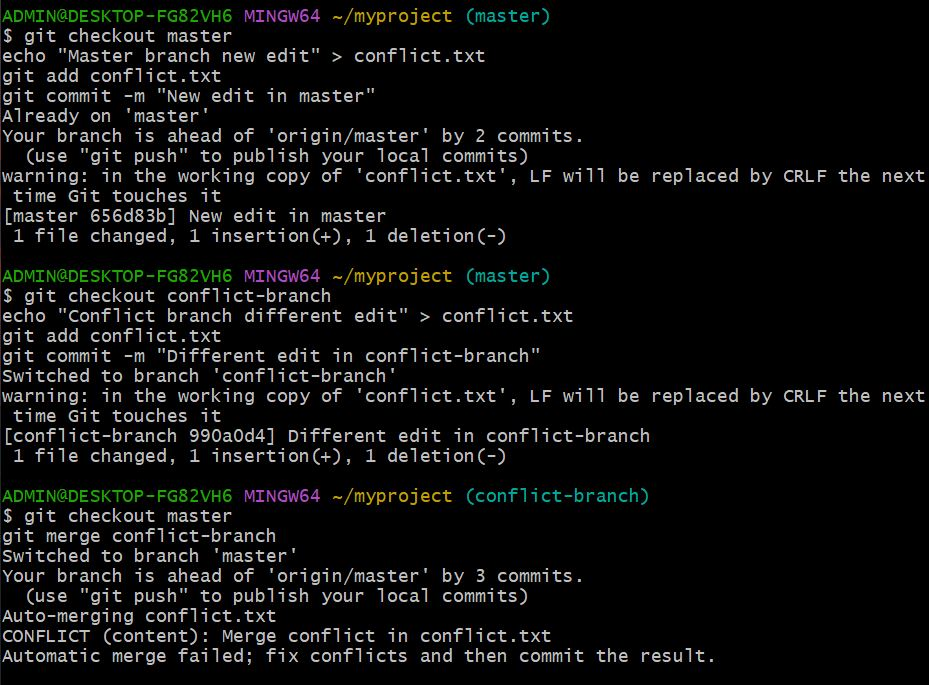 ADMIN@DESKTOP-FG82VH6 MINGW64 ~/myproject (master)
$ git checkout master
echo "Master branch new edit" > conflict.txt
git add conflict.txt
git commit -m "New edit in master"
Already on 'master'
Your branch is ahead of 'origin/master' by 2 commits.
  (use "git push" to publish your local commits)
warning: in the working copy of 'conflict.txt', LF will be replaced by CRLF the next
 time Git touches it
[master 656d83b] New edit in master
 1 file changed, 1 insertion(+), 1 deletion(-)

ADMIN@DESKTOP-FG82VH6 MINGW64 ~/myproject (master)
$ git checkout conflict-branch
echo "Conflict branch different edit" > conflict.txt
git add conflict.txt
git commit -m "Different edit in conflict-branch"
Switched to branch 'conflict-branch'
warning: in the working copy of 'conflict.txt', LF will be replaced by CRLF the next
 time Git touches it
[conflict-branch 990a0d4] Different edit in conflict-branch
 1 file changed, 1 insertion(+), 1 deletion(-)

ADMIN@DESKTOP-FG82VH6 MINGW64 ~/myproject (conflict-branch)
$ git checkout master
git merge conflict-branch
Switched to branch 'master'
Your branch is ahead of 'origin/master' by 3 commits.
  (use "git push" to publish your local commits)
Auto-merging conflict.txt
CONFLICT (content): Merge conflict in conflict.txt
Automatic merge failed; fix conflicts and then commit the result.